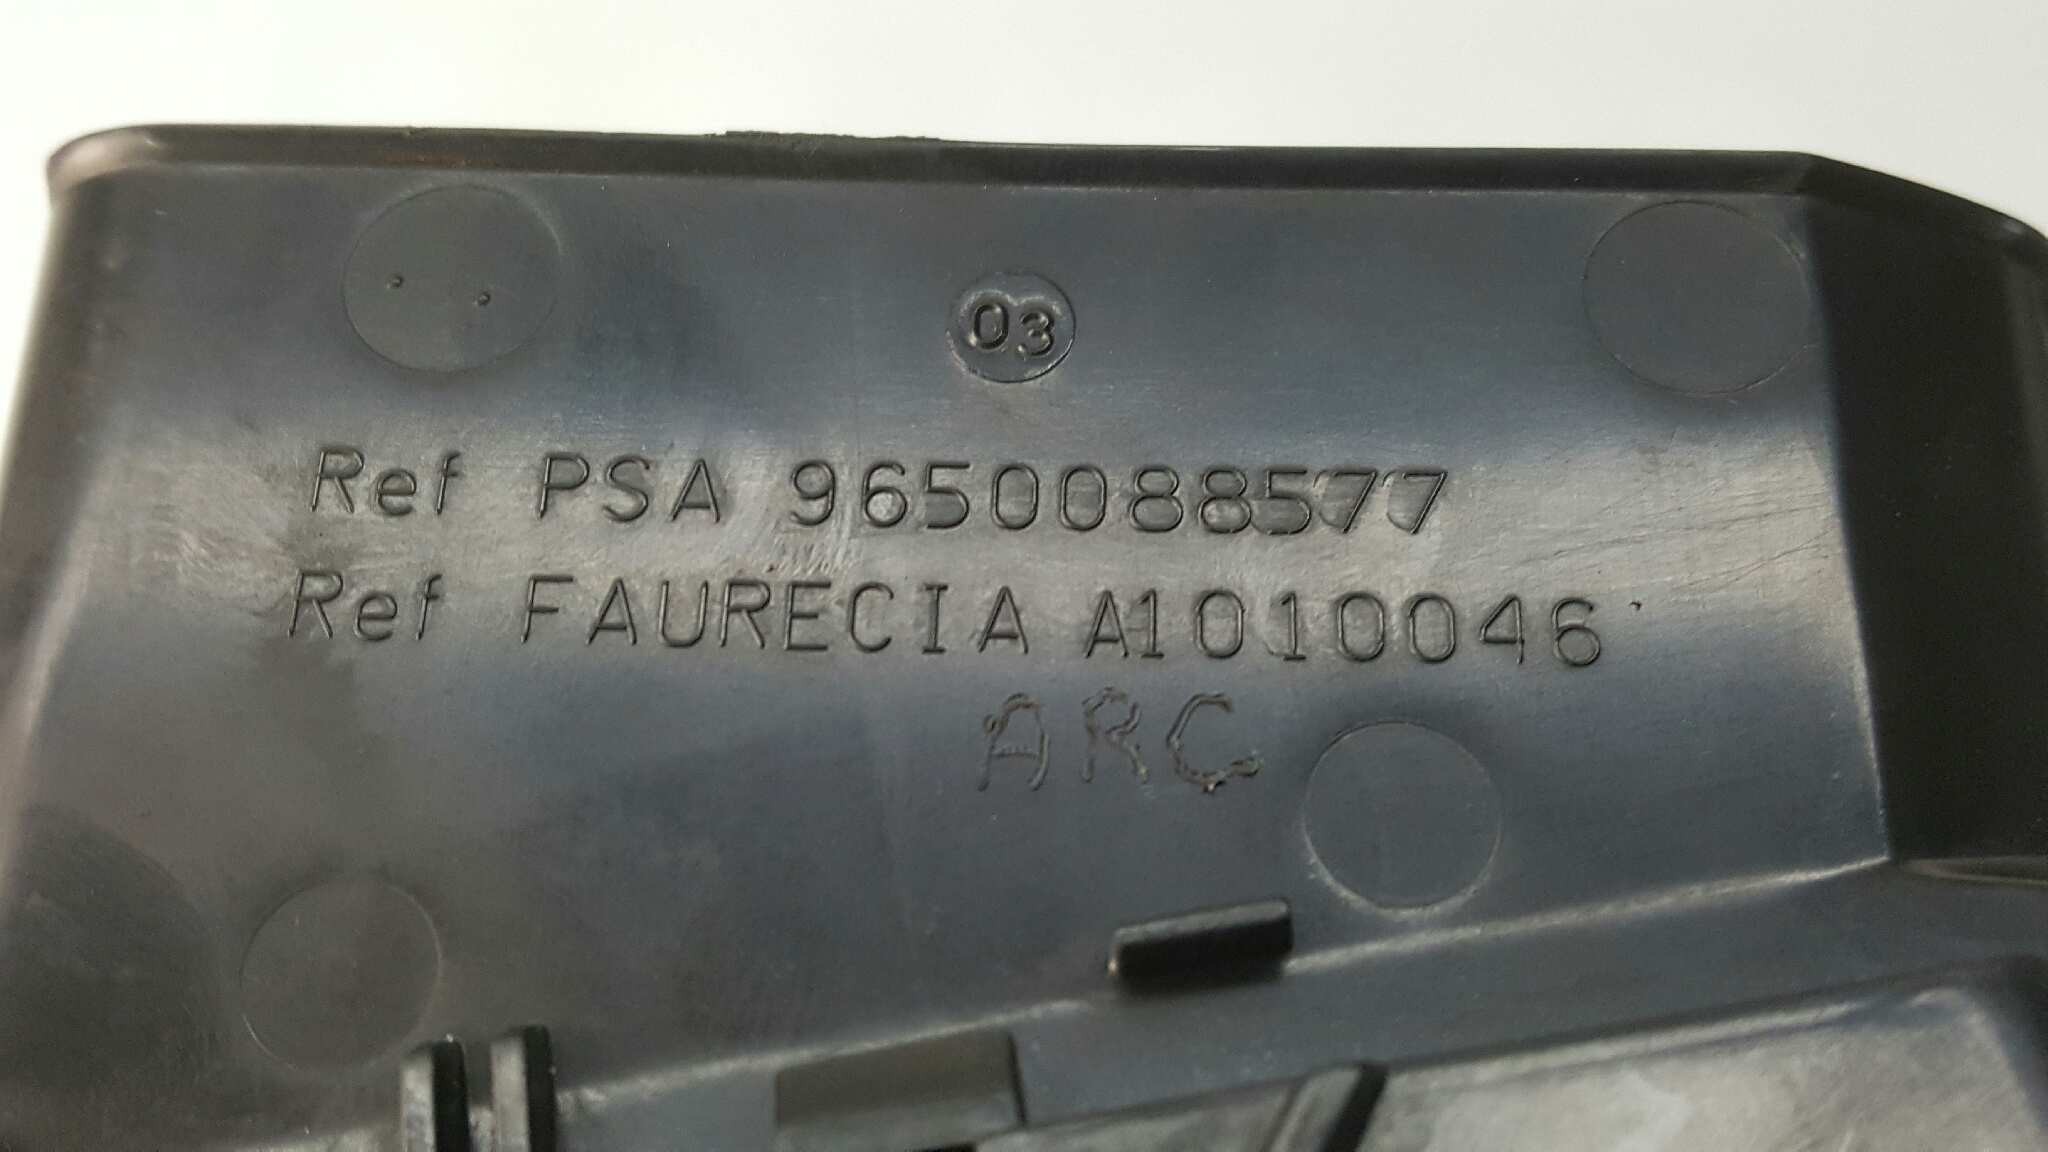 03
Ref PSA 9650088577
Ref FAURECIA A1010046
ARC